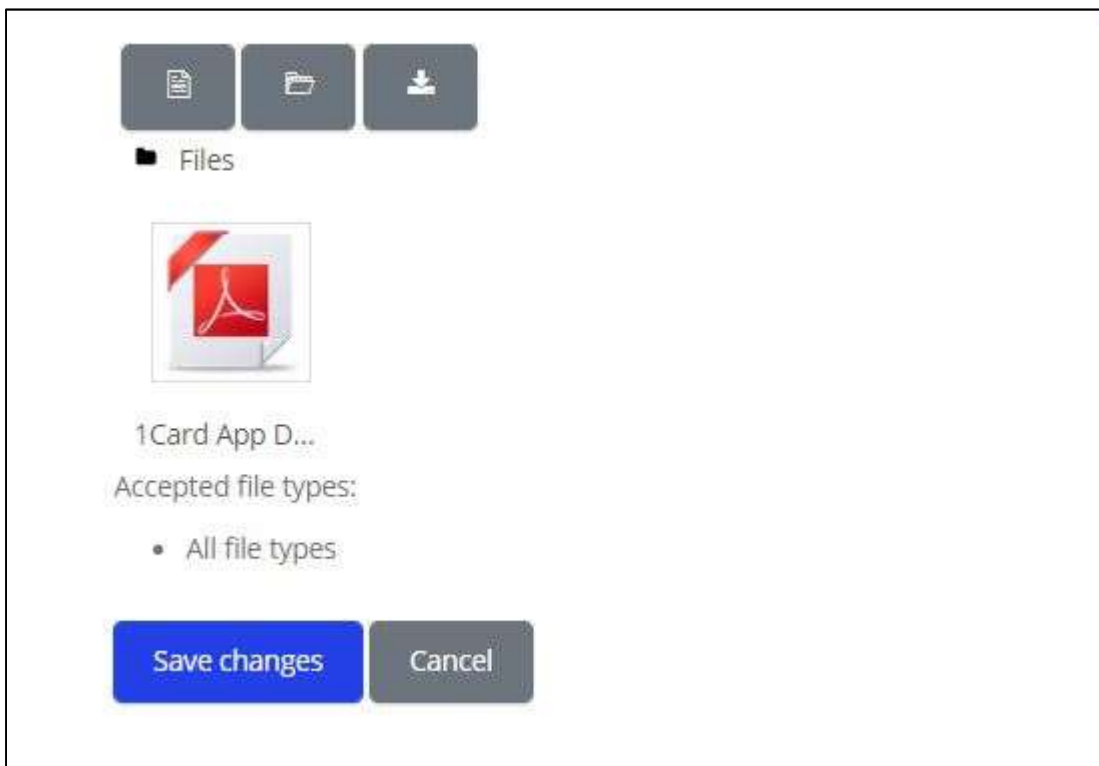 Files
1Card App D...
Accepted file types:
All file types
Save changes
Cancel